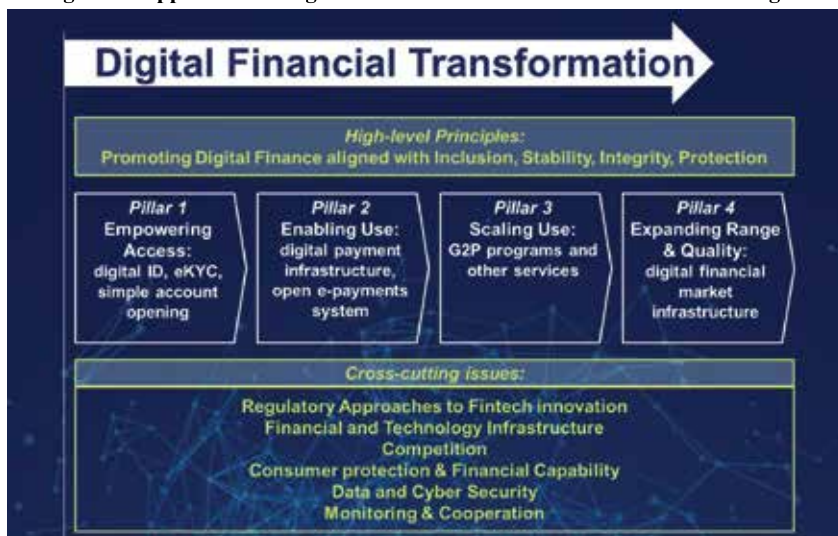 Digital Financial Transformation
High-level Principles:
Promoting Digital Finance aligned with Inclusion, Stability, Integrity, Protection
Pillar 1
Empowering
Access:
digital ID, eKYC,
simple account
opening
Pillar 2
Enabling Use:
digital payment
infrastructure,
open e-payments
system
Pillar 3
Scaling Use:
G2P programs and
other services
Pillar 4
Expanding Range
& Quality:
digital financial
market
infrastructure
Cross-cutting issues:
Regulatory Approaches to Fintech innovation
Financial and Technology Infrastructure
Competition
Consumer protection & Financial Capability
Data and Cyber Security
Monitoring & Cooperation